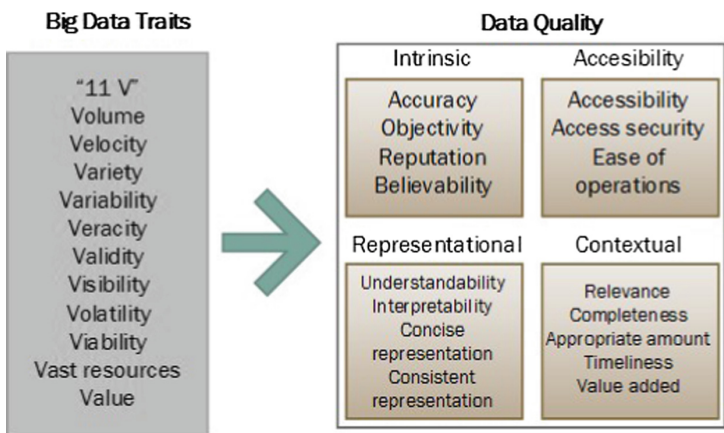 Big Data Traits
"11 V"
Volume
Velocity
Variety
Variability
Veracity
Validity
Visibility
Volatility
Viability
Vast resources
Value
Data Quality
Intrinsic
Accuracy
Objectivity
Reputation
Believability
Accesibility
Accessibility
Access security
Ease of
operations
Representational
Understandability
Interpretability
Concise
representation
Consistent
representation
Contextual
Relevance
Completeness
Appropriate amount
Timeliness
Value added